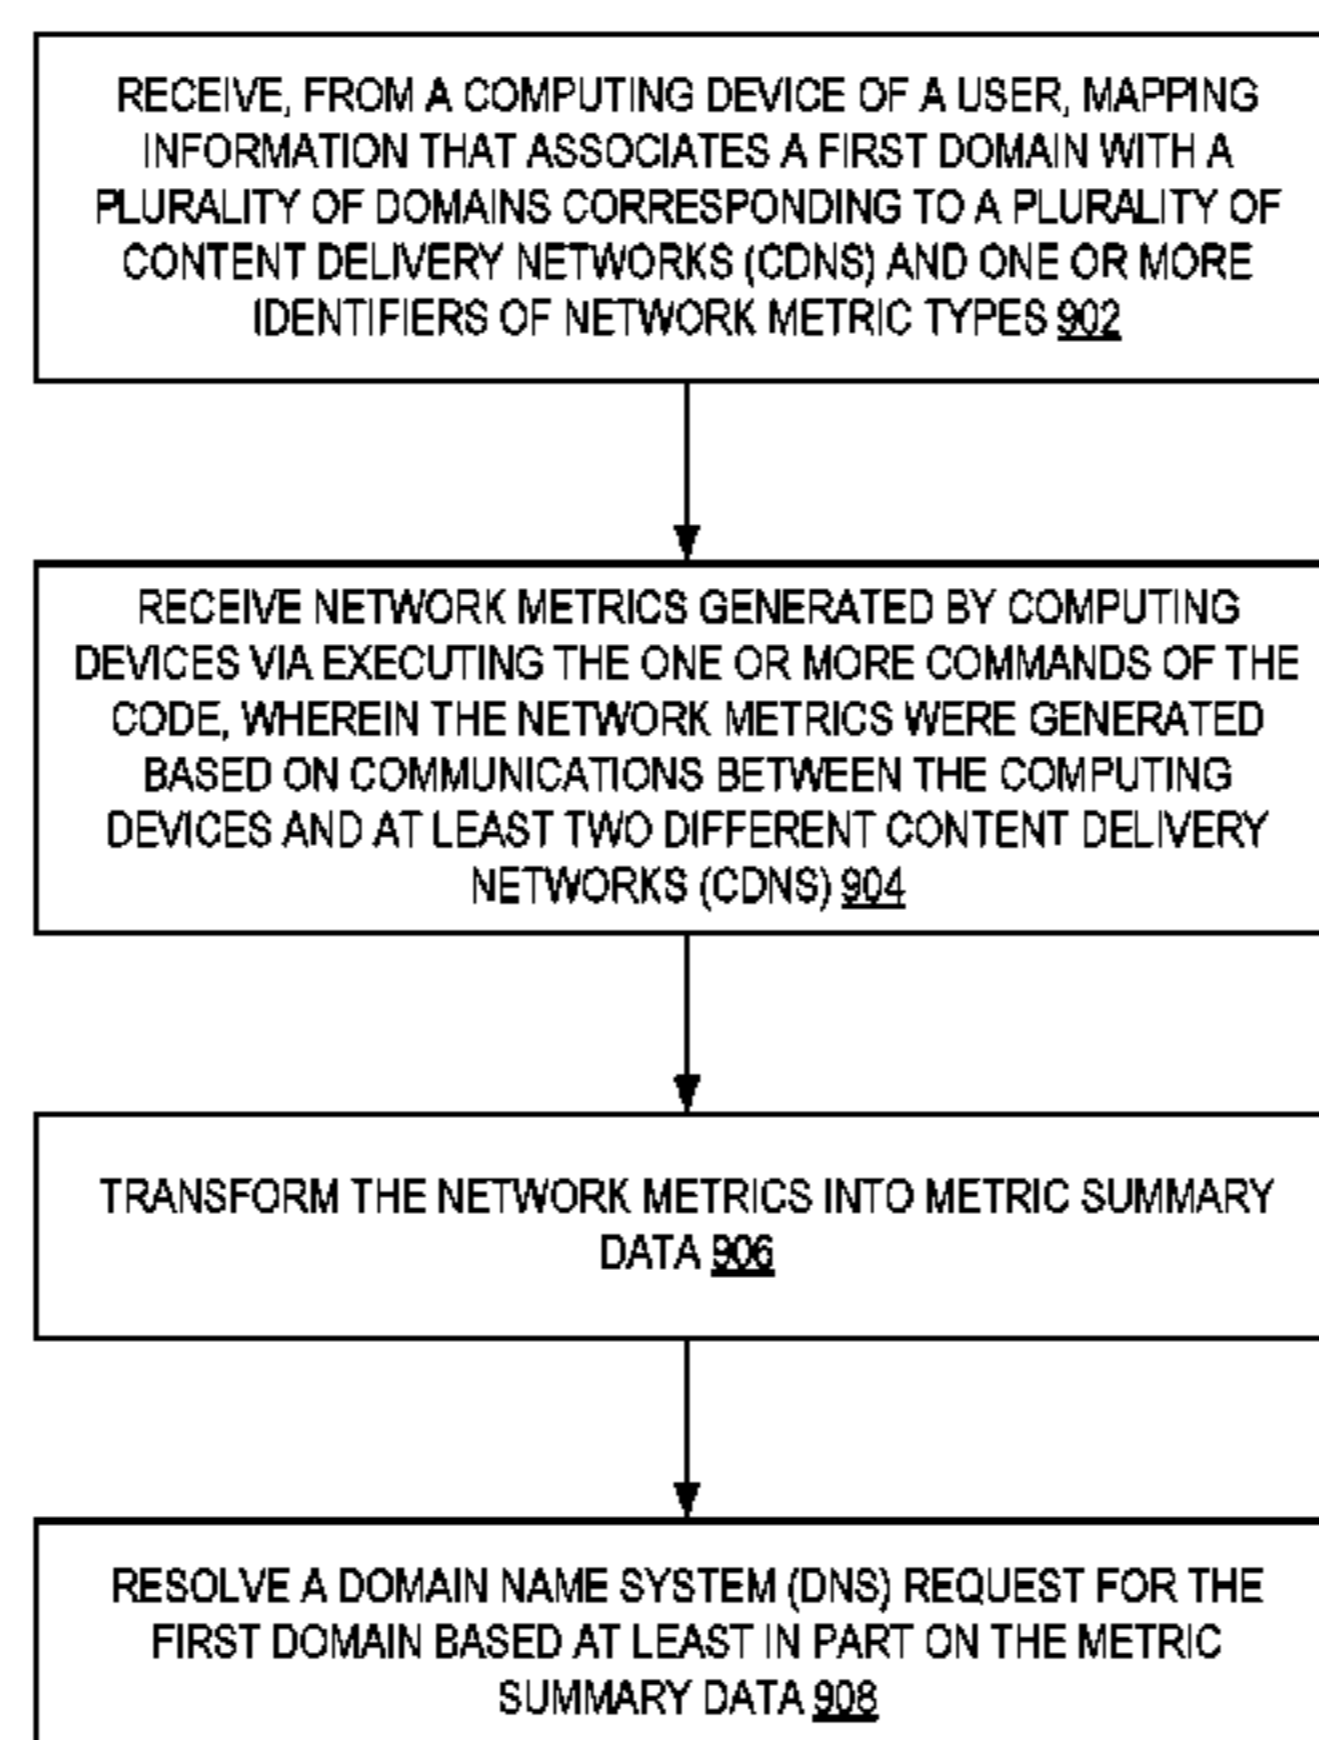 RECEIVE, FROM A COMPUTING DEVICE OF A USER, MAPPING
INFORMATION THAT ASSOCIATES A FIRST DOMAIN WITH A
PLURALITY OF DOMAINS CORRESPONDING TO A PLURALITY OF
CONTENT DELIVERY NETWORKS (CDNS) AND ONE OR MORE
IDENTIFIERS OF NETWORK METRIC TYPES 902
RECEIVE NETWORK METRICS GENERATED BY COMPUTING
DEVICES VIA EXECUTING THE ONE OR MORE COMMANDS OF THE
CODE, WHEREIN THE NETWORK METRICS WERE GENERATED
BASED ON COMMUNICATIONS BETWEEN THE COMPUTING
DEVICES AND AT LEAST TWO DIFFERENT CONTENT DELIVERY
NETWORKS (CDNS) 904
TRANSFORM THE NETWORK METRICS INTO METRIC SUMMARY
DATA 906
RESOLVE A DOMAIN NAME SYSTEM (DNS) REQUEST FOR THE
FIRST DOMAIN BASED AT LEAST IN PART ON THE METRIC
SUMMARY DATA 908